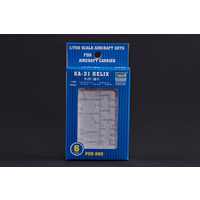 1/700 SCALE AIRCRAFT SETS
FOR
AIRCRAFT CARRIER
KA-31 HELIX
6
PER BOX